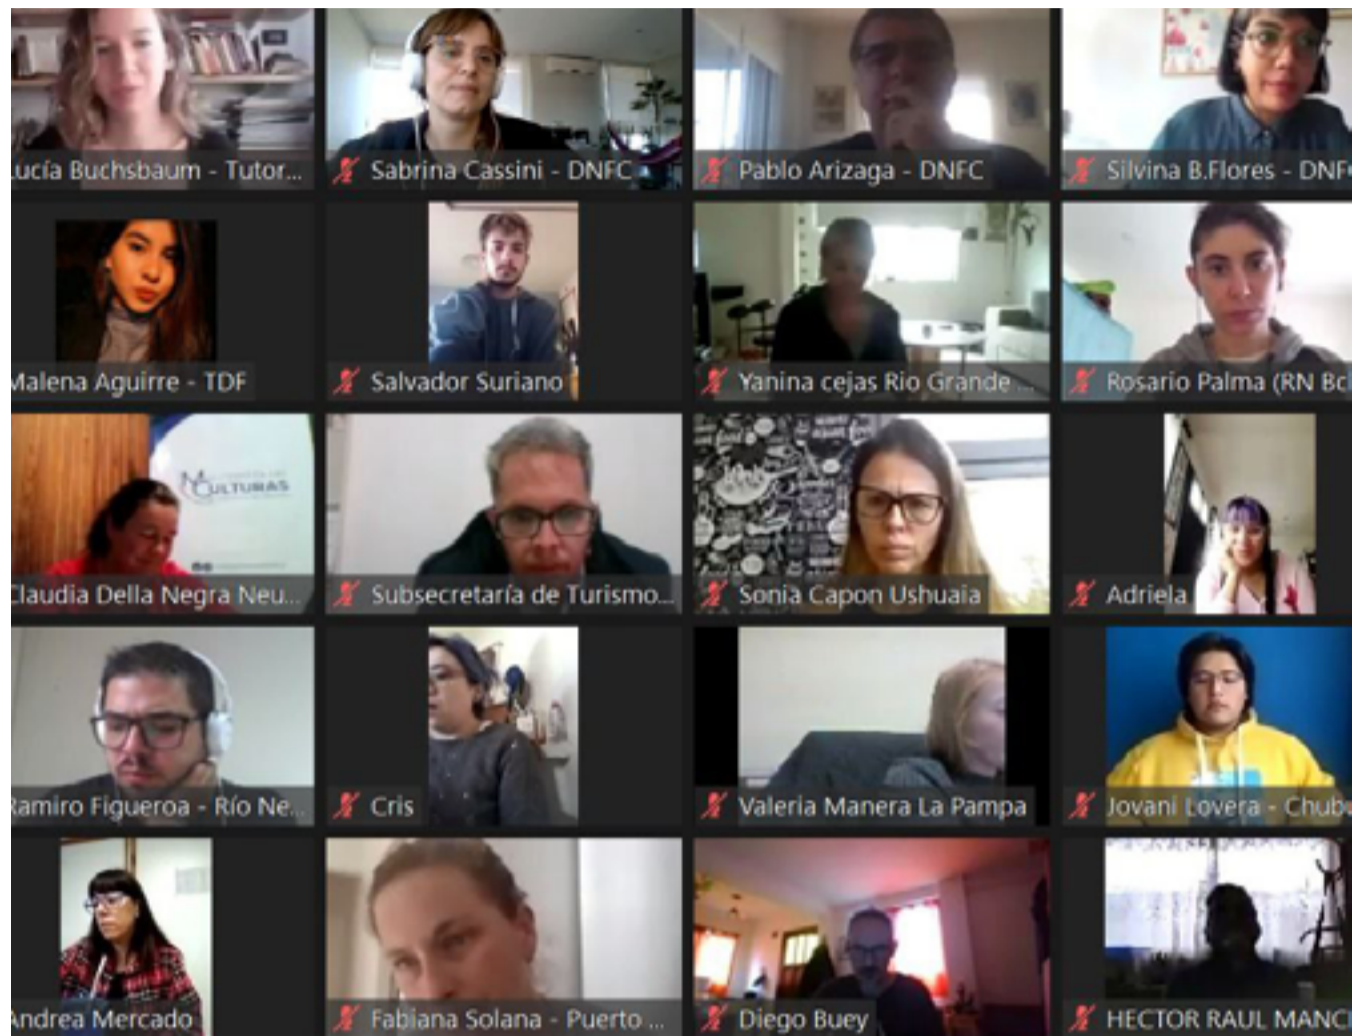 Lucía Buchsbaum - Tutor...
Sabrina Cassini - DNFC
Pablo Arizaga - DNFC
Silvina B.Flores - DNF
Malena Aguirre - TDF
Salvador Suriano
Yanina cejas Rio Grande ...
Rosario Palma (RN Bc
CULTURAS
Claudia Della Negra Neu...
Subsecretaría de Turismo...
Sonia Capon Ushuaia
Adriela
Ramiro Figueroa - Río Ne...
Cris
Valeria Manera La Pampa
Jovani Lovera - Chub
Andrea Mercado
Fabiana Solana - Puerto ...
Diego Buey
HECTOR RAUL MANC